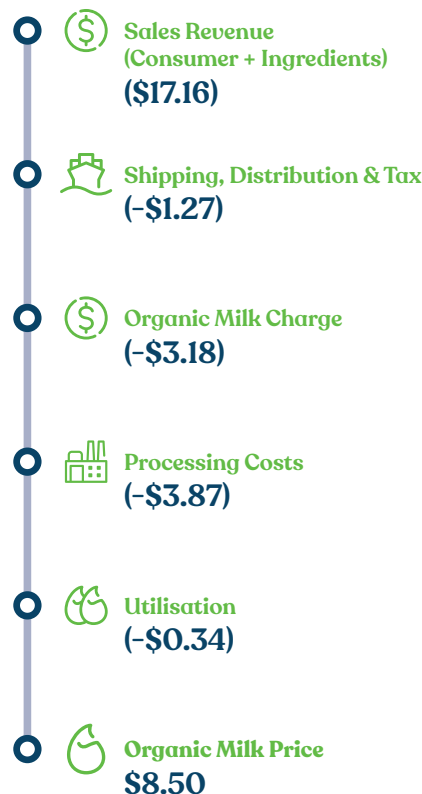 Sales Revenue
(Consumer + Ingredients)
($17.16)
Shipping, Distribution & Tax
(-$1.27)
Organic Milk Charge
(-$3.18)
Processing Costs
(-$3.87)
Utilisation
(-$0.34)
Organic Milk Price
$8.50